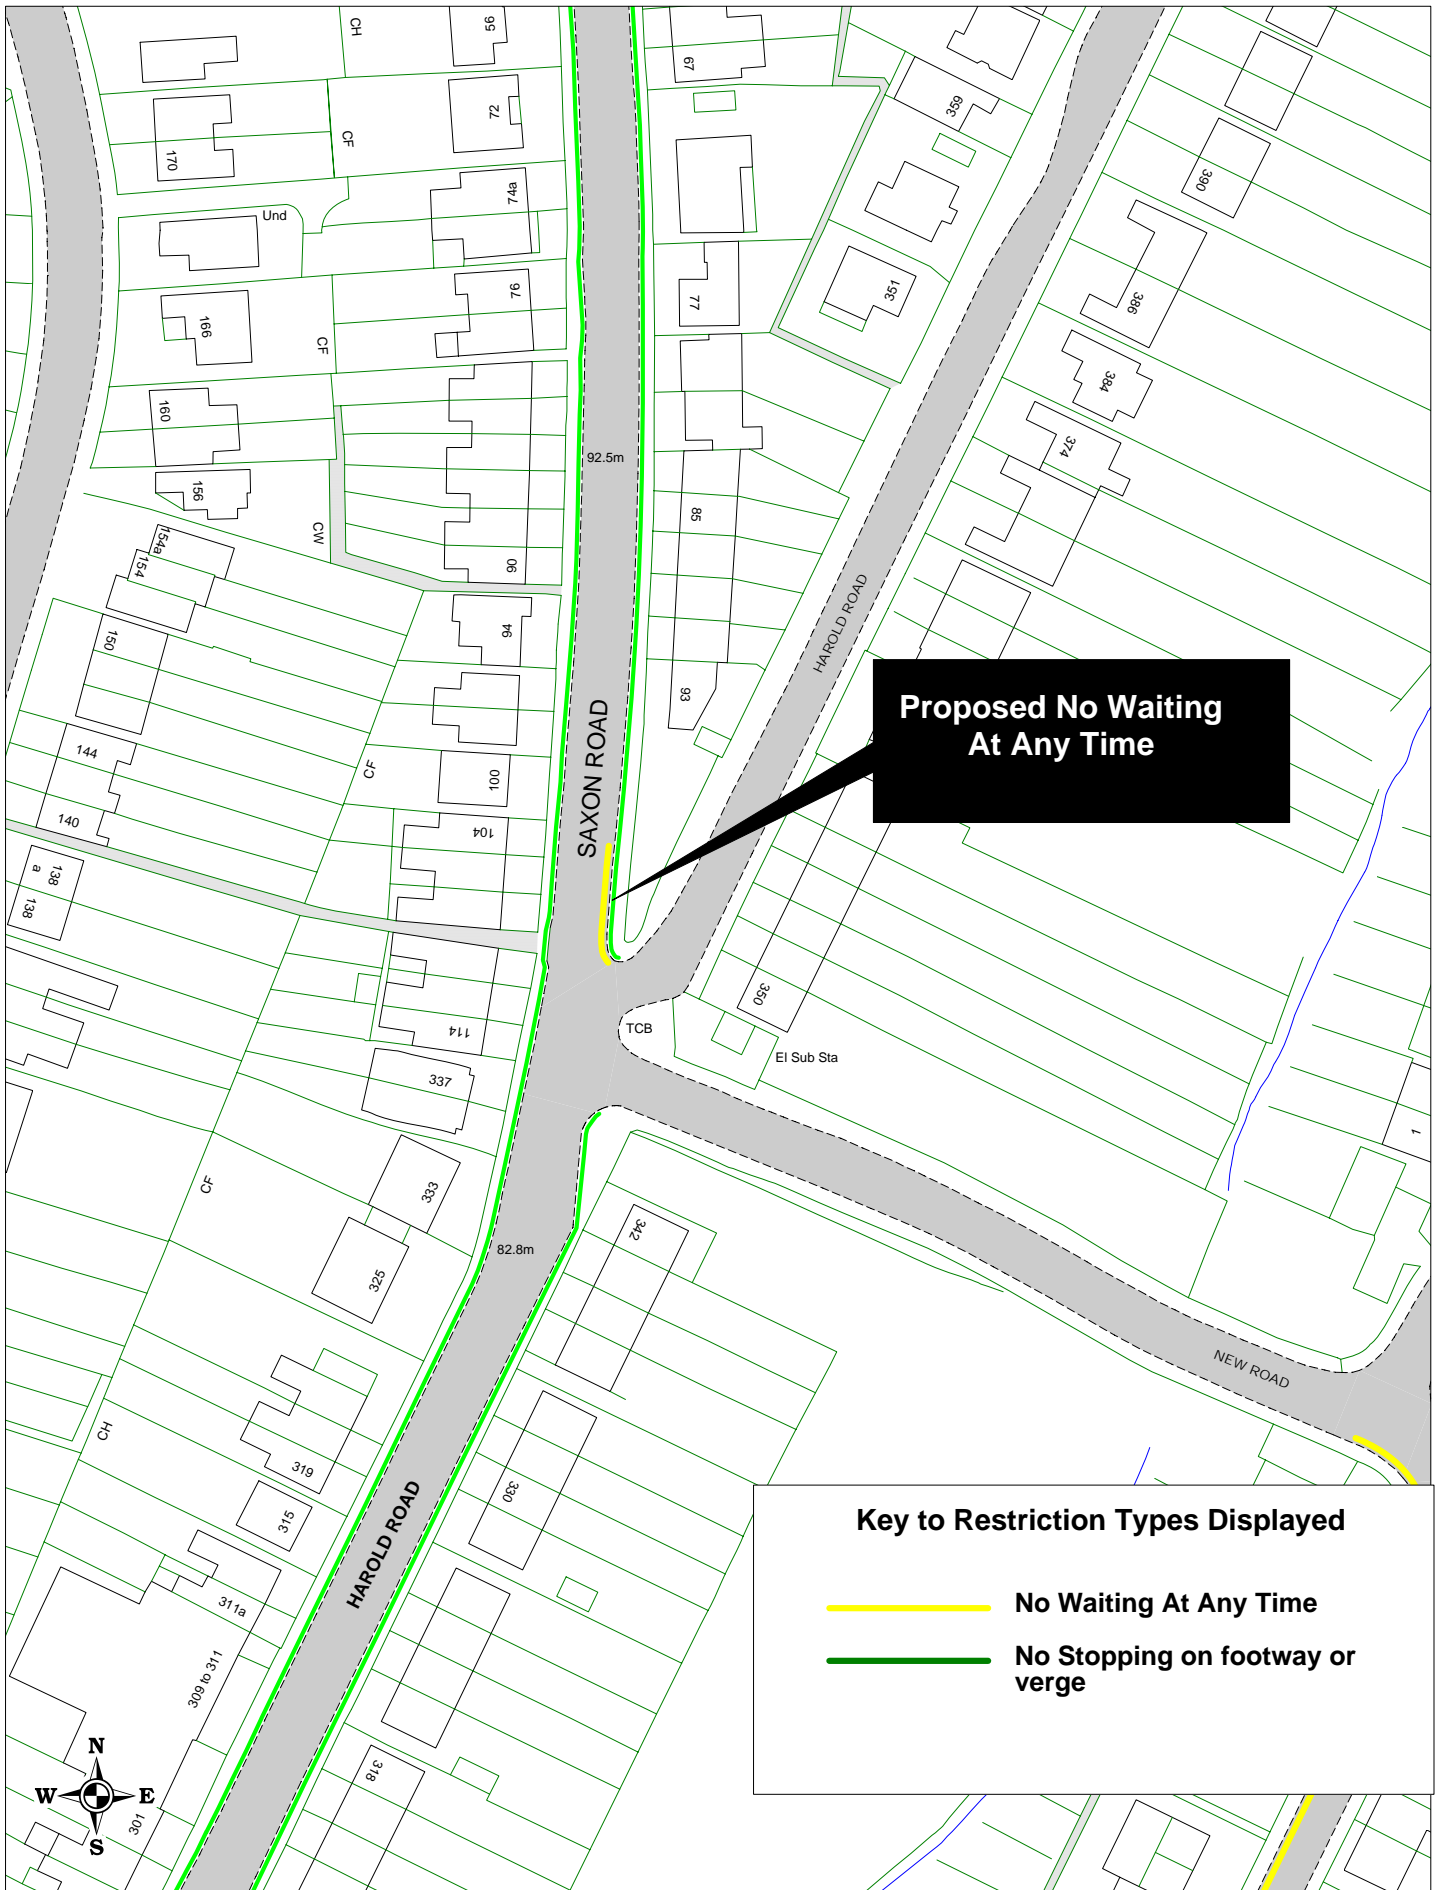 CH
56
67
72
CF
170
359
390
74a
Und
76
77
351
386
166
CF
384
160
374
92.5m
156
85
CW
154a
154
90
HAROLD ROAD
94
150
93
SAXON ROAD
Proposed No Waiting
At Any Time
144
CF
100
140
104
138
a
138
350
TCB
114
El Sub Sta
337
1
CF
333
342
82.8m
325
NEW ROAD
CH
319
330
315
HAROLD ROAD
Key to Restriction Types Displayed
No Waiting At Any Time
No Stopping on footway or
verge
311a
309 to 311
318
N
W
E
S
301